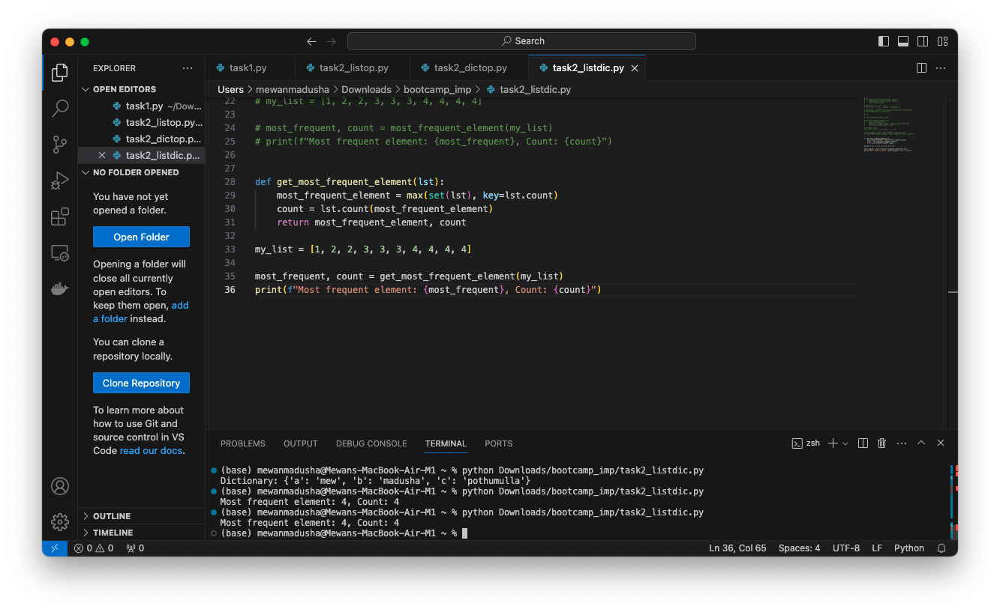 Search
EXPLORER
task1.py
task2_listop.py
task2_dictop.py
task2_listdic.py
OPEN EDITORS
Users > mewanmadusha > Downloads > bootcamp_imp > task2_listdic.py
task1.py ~/Dow...
task2_listop.py...
task2_dictop.p...
task2_listdic.p...
NO FOLDER OPENED
You have not yet
opened a folder.
Open Folder
Opening a folder will
close all currently
open editors. To
keep them open, add
a folder instead.
You can clone a
repository locally.
Clone Repository
To learn more about
how to use Git and
source control in VS
Code read our docs.
OUTLINE
TIMELINE
22 # my_list = [1, 2, 2, 3, 3, 3, 4, 4, 4, 4]
23
24 # most_frequent, count = most_frequent_element(my_list)
25 # print(f"Most frequent element: {most_frequent}, Count: {count}")
26
27
28 def get_most_frequent_element(lst):
29     most_frequent_element = max(set(lst), key=lst.count)
30     count = lst.count(most_frequent_element)
31     return most_frequent_element, count
32
33 my_list = [1, 2, 2, 3, 3, 3, 4, 4, 4, 4]
34
35 most_frequent, count = get_most_frequent_element(my_list)
36 print(f"Most frequent element: {most_frequent}, Count: {count}")
PROBLEMS OUTPUT DEBUG CONSOLE TERMINAL PORTS
zsh
(base) mewanmadusha@Mewans-MacBook-Air-M1 ~ % python Downloads/bootcamp_imp/task2_listdic.py
Dictionary: {'a': 'mew', 'b': 'madusha', 'c': 'pothumulla'}
(base) mewanmadusha@Mewans-MacBook-Air-M1 ~ % python Downloads/bootcamp_imp/task2_listdic.py
Most frequent element: 4, Count: 4
(base) mewanmadusha@Mewans-MacBook-Air-M1 ~ % python Downloads/bootcamp_imp/task2_listdic.py
Most frequent element: 4, Count: 4
(base) mewanmadusha@Mewans-MacBook-Air-M1 ~ %
0 0 0
Ln 36, Col 65 Spaces: 4 UTF-8 LF Python